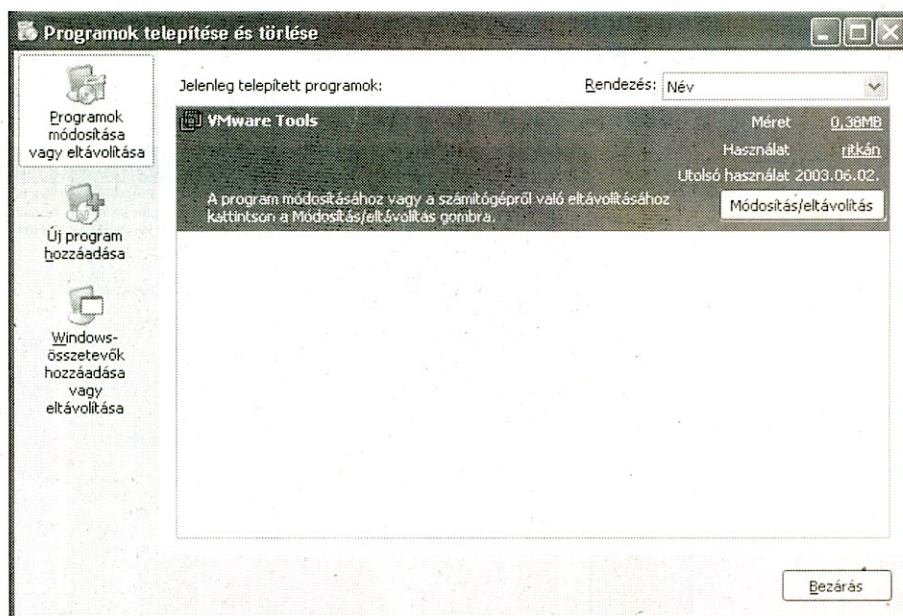 Programok telepítése és törlése
Programok
módosítása
vagy eltávolítása
Új program
hozzáadása
Windows-
összetevők
hozzáadása
vagy
eltávolítása
Jelenleg telepített programok:
Rendezés: Név
VMware Tools
Méret 0,38MB
Használat ritkán
Utolsó használat 2003.06.02.
A program módosításához vagy a számítógépről való eltávolításához
kattintson a Módosítás/eltávolítás gombra.
Módosítás/eltávolítás
Bezárás